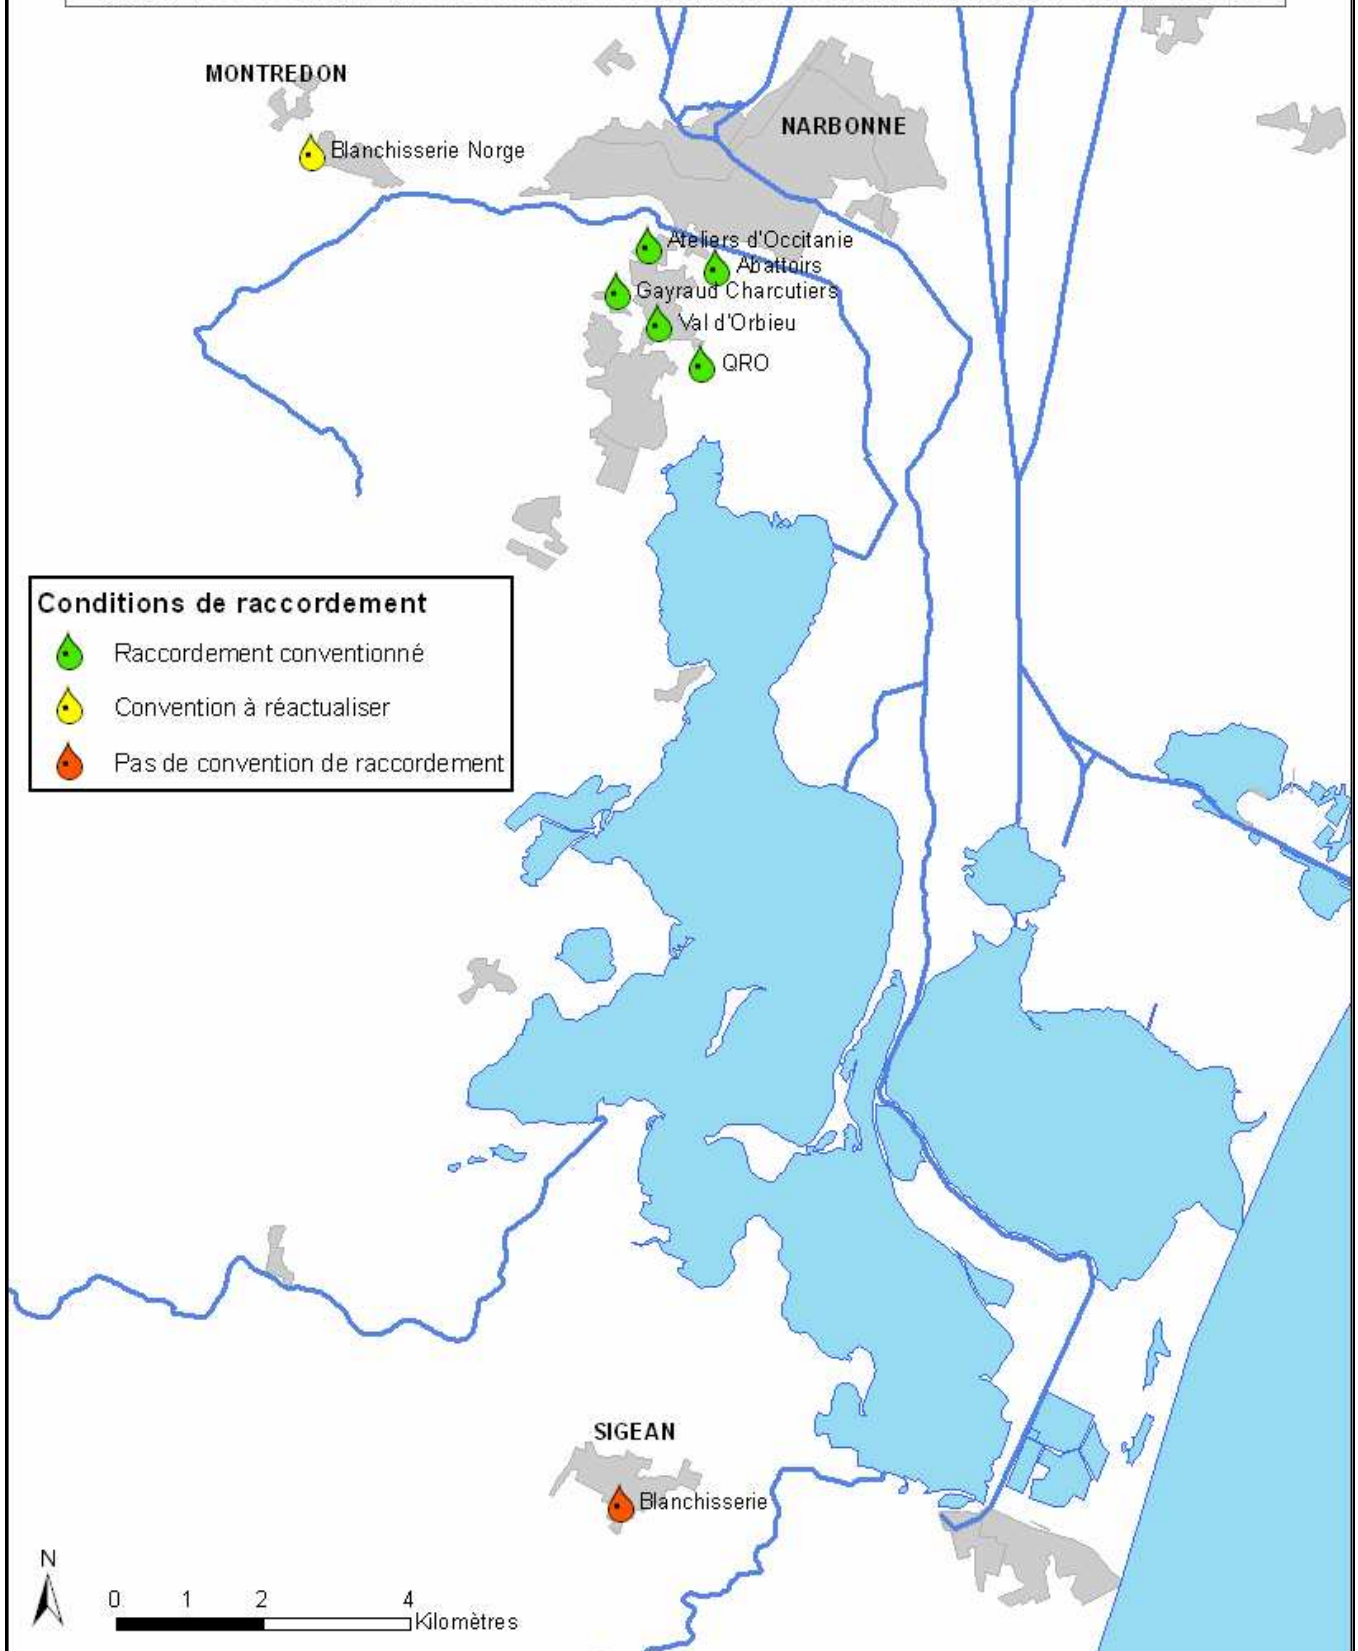 MONTREDON
NARBONNE
Blanchisserie Norge
Ateliers d'Occitanie
Abattoirs
Gayraud Charcutiers
Val d'Orbieu
QRO
Conditions de raccordement
Raccordement conventionné
Convention à réactualiser
Pas de convention de raccordement
SIGEAN
Blanchisserie
N
0 1 2 4
Kilomètres